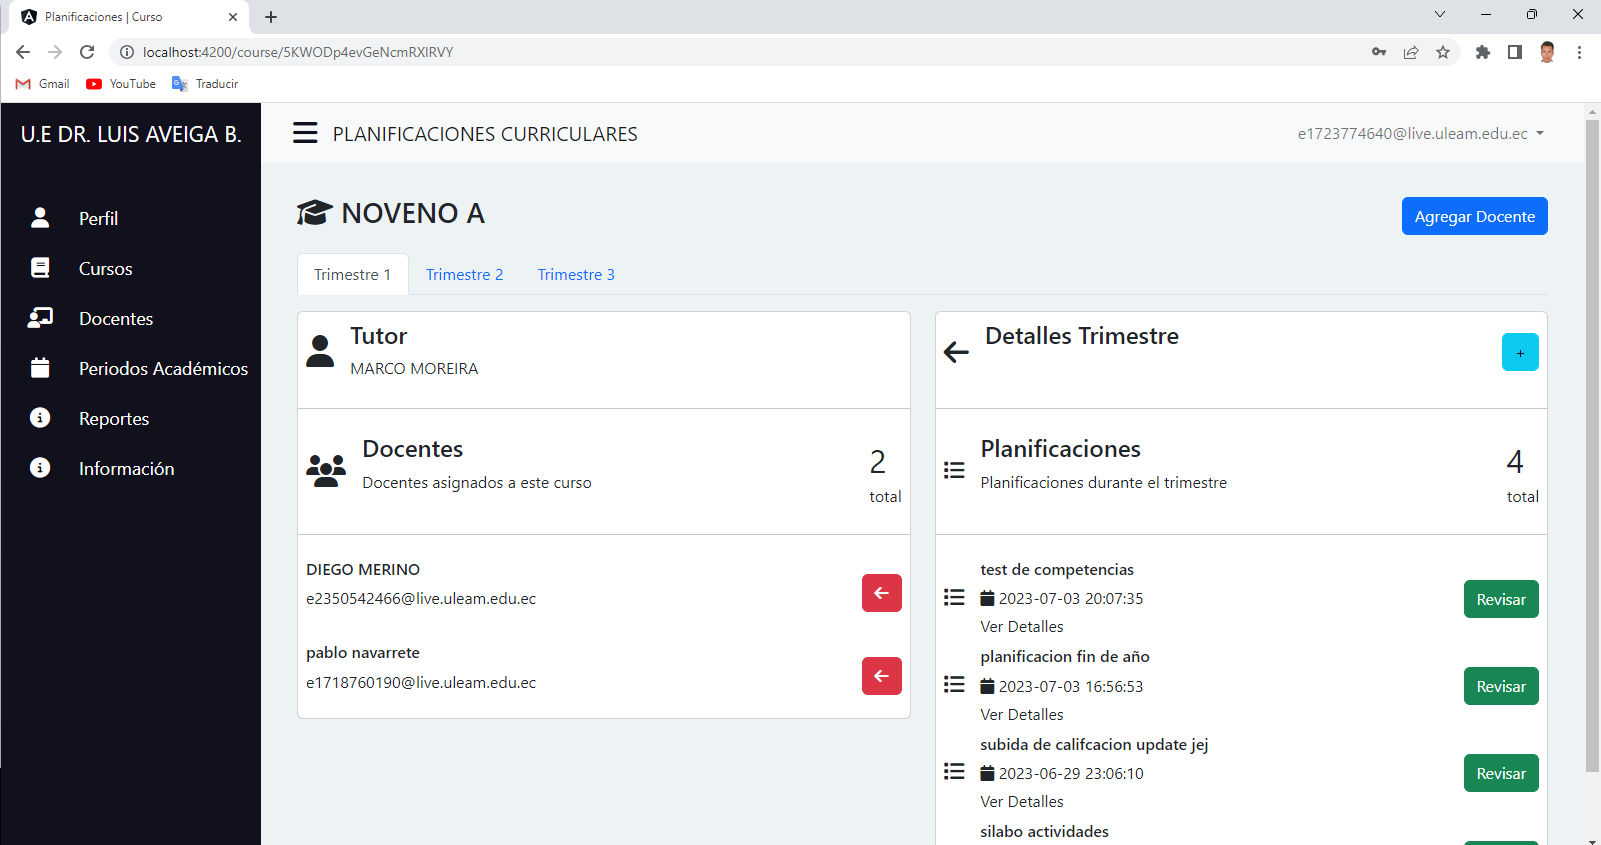 Planificaciones | Curso
localhost:4200/course/5KWODp4evGeNcmRXIRVY
Gmail YouTube Traducir
U.E DR. LUIS AVEIGA B.
PLANIFICACIONES CURRICULARES
e1723774640@live.uleam.edu.ec
Perfil
Cursos
Docentes
Periodos Académicos
Reportes
Información
NOVENO A
Agregar Docente
Trimestre 1 Trimestre 2 Trimestre 3
Tutor
MARCO MOREIRA
Docentes
Docentes asignados a este curso
2
total
DIEGO MERINO
e2350542466@live.uleam.edu.ec
pablo navarrete
e1718760190@live.uleam.edu.ec
Detalles Trimestre
+
Planificaciones
Planificaciones durante el trimestre
4
total
test de competencias
2023-07-03 20:07:35
Ver Detalles
Revisar
planificacion fin de año
2023-07-03 16:56:53
Ver Detalles
Revisar
subida de califcacion update jej
2023-06-29 23:06:10
Ver Detalles
Revisar
silabo actividades